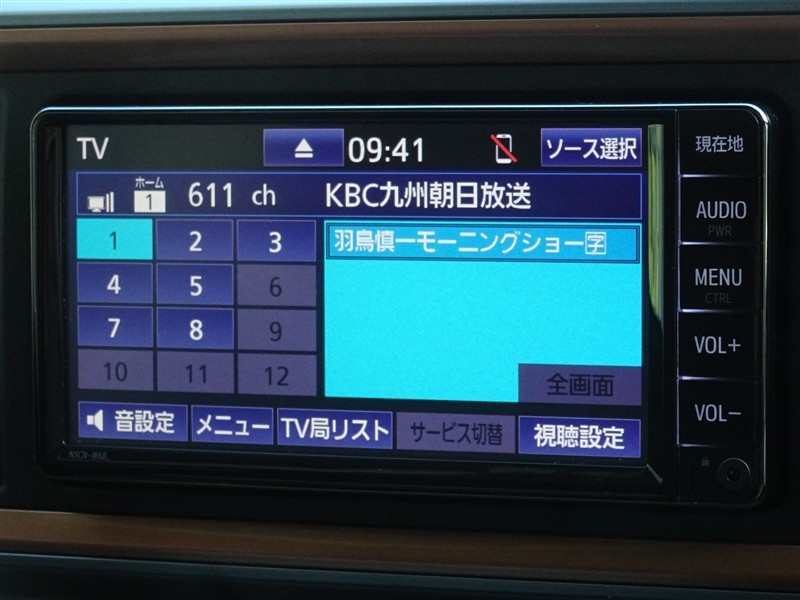 TV
09:41
ソース選択
現在地
ホーム
1
611 ch
KBC九州朝日放送
AUDIO
PWR
1 2 3
羽鳥慎一モーニングショー字
4 5 6
MENU
CTRL
7 8 9
VOL+
10 11 12
全画面
音設定
メニュー
TV局リスト
サービス切替
視聴設定
VOL-
NSCN-W68